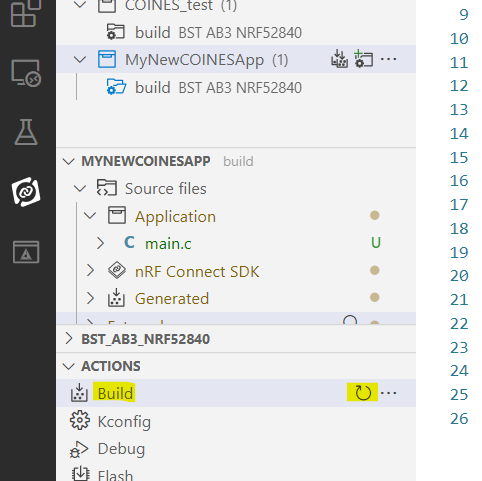 COINES_test (1)
build BST AB3 NRF52840
MyNewCOINESApp (1)
build BST AB3 NRF52840
MYNEWCOINESAPP build
Source files
Application
C main.c U
nRF Connect SDK
Generated
BST_AB3_NRF52840
ACTIONS
Build
Kconfig
Debug
Flash
9
10
11
12
13
14
15
16
17
18
19
20
21
22
23
24
25
26